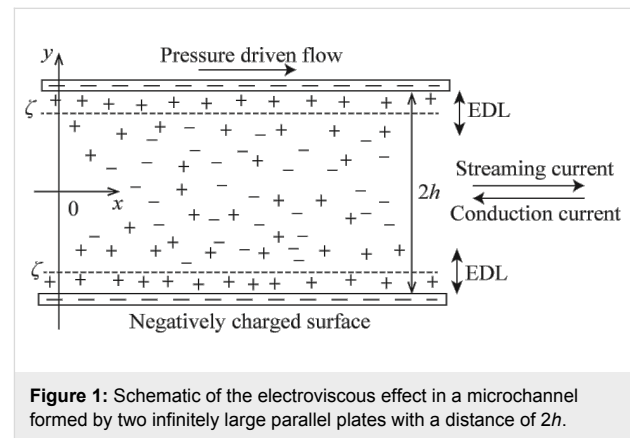 y
Pressure driven flow
ζ
EDL
Streaming current
2h
0
x
Conduction current
ζ
EDL
Negatively charged surface
Figure 1: Schematic of the electroviscous effect in a microchannel
formed by two infinitely large parallel plates with a distance of 2h.